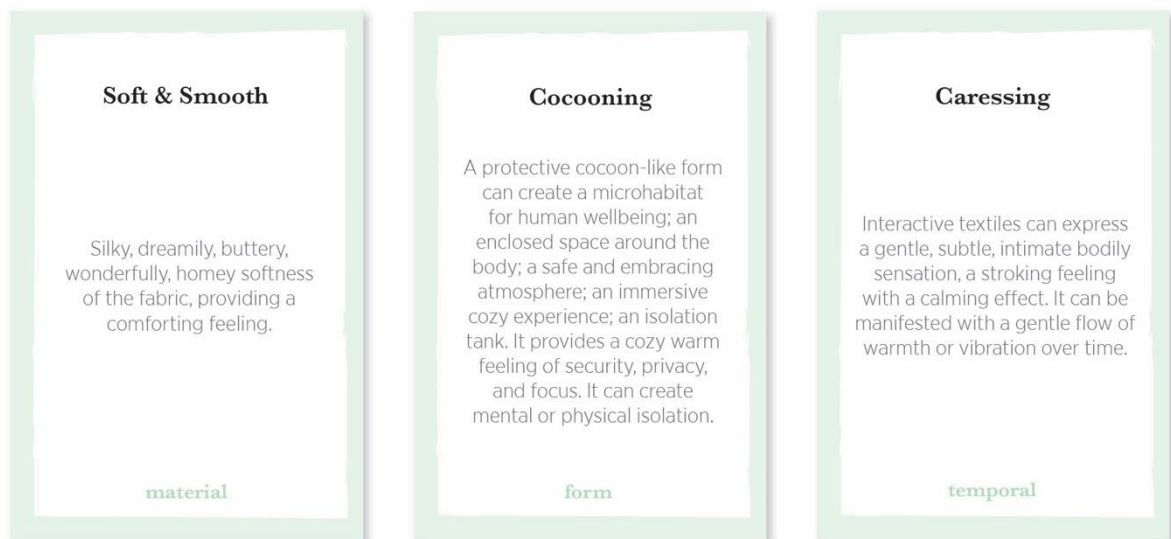 Soft & Smooth
Silky, dreamily, buttery,
wonderfully, homey softness
of the fabric, providing a
comforting feeling.
material
Cocooning
A protective cocoon-like form
can create a microhabitat
for human wellbeing; an
enclosed space around the
body; a safe and embracing
atmosphere; an immersive
cozy experience; an isolation
tank. It provides a cozy warm
feeling of security, privacy,
and focus. It can create
mental or physical isolation.
form
Caressing
Interactive textiles can express
a gentle, subtle, intimate bodily
sensation, a stroking feeling
with a calming effect. It can be
manifested with a gentle flow of
warmth or vibration over time.
temporal